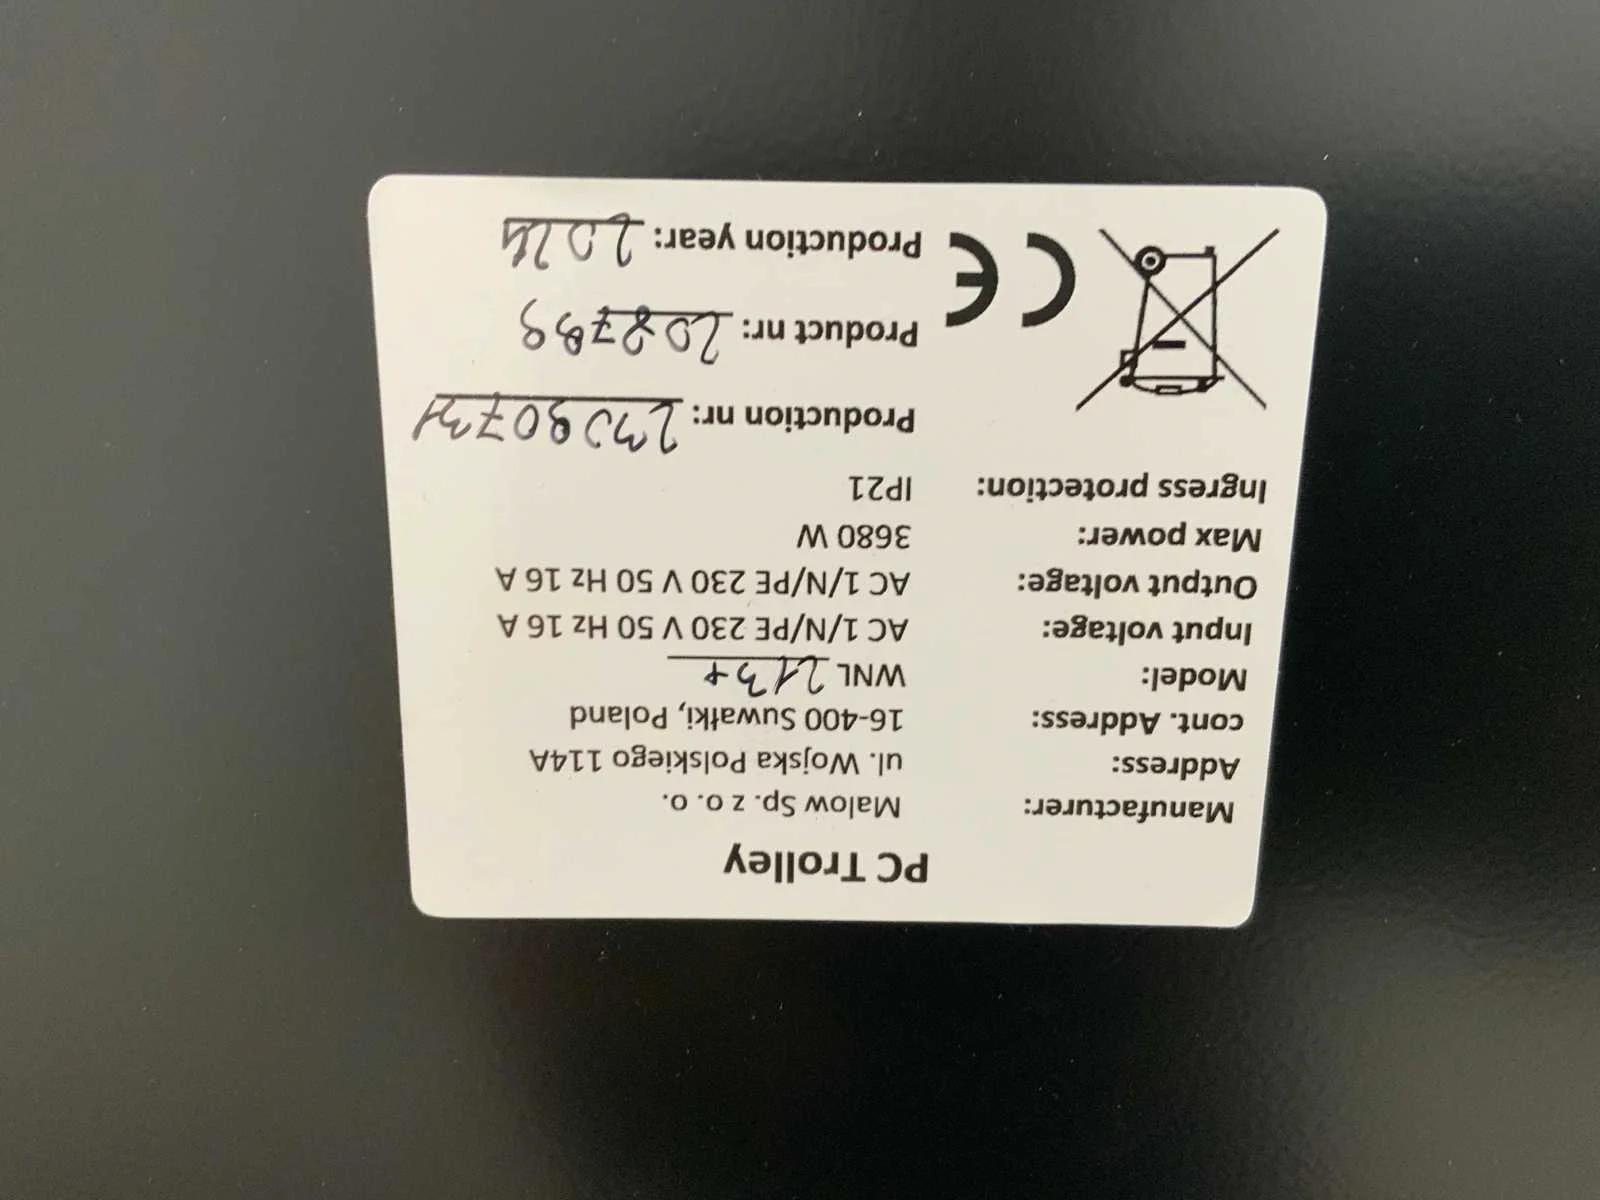 PC Trolley
Manufacturer: Malow Sp. z o. o.
Address: ul. Wojska Polskiego 114A
cont. Address: 16-400 Suwałki, Poland
Model: WNL 213+
Input voltage: AC 1/N/PE 230 V 50 Hz 16 A
Output voltage: AC 1/N/PE 230 V 50 Hz 16 A
Max power: 3680 W
Ingress protection: IP21
Production nr:
Product nr:
Production year: 2024
CE